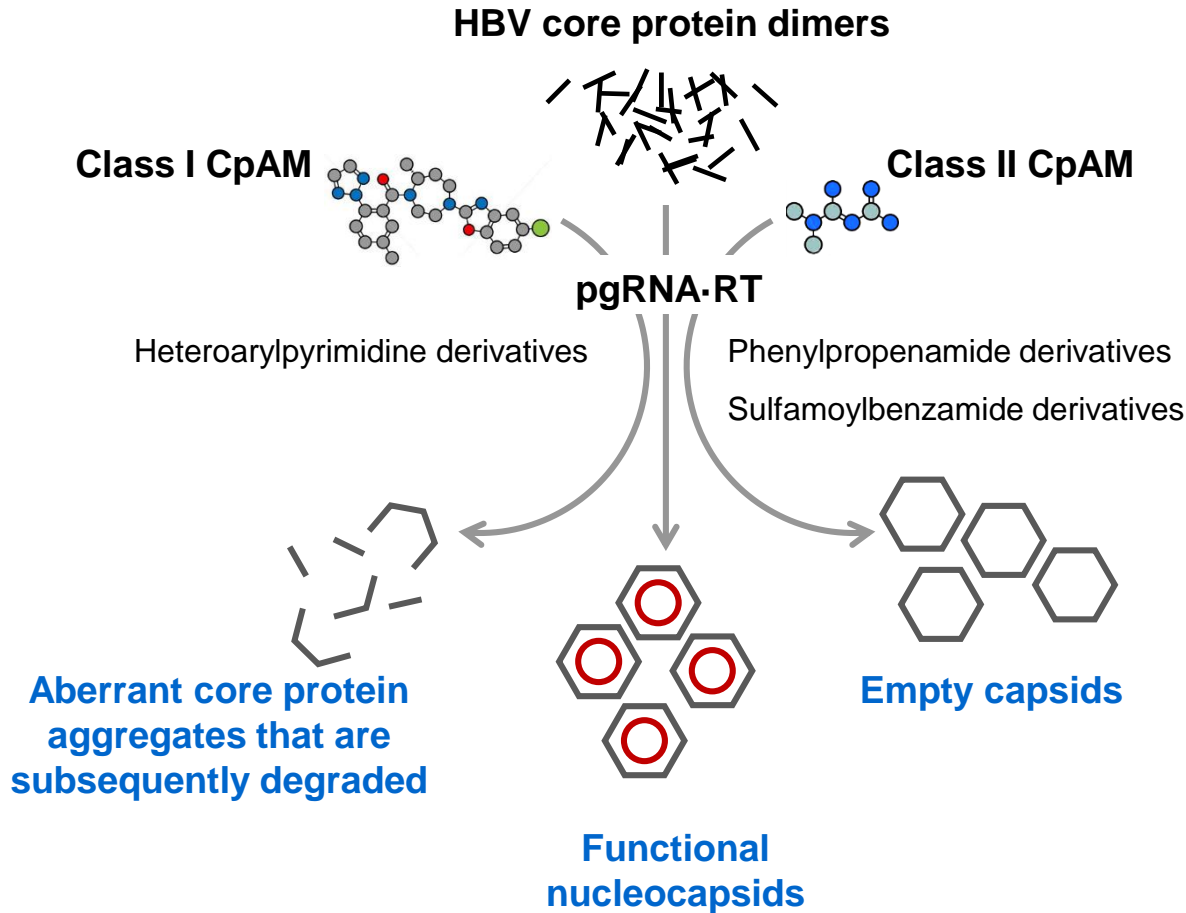 HBV core protein dimers
Class I CpAM
Class II CpAM
pgRNA·RT
Heteroarylpyrimidine derivatives
Phenylpropenamide derivatives
Sulfamoylbenzamide derivatives
Aberrant core protein
aggregates that are
subsequently degraded
Empty capsids
Functional
nucleocapsids